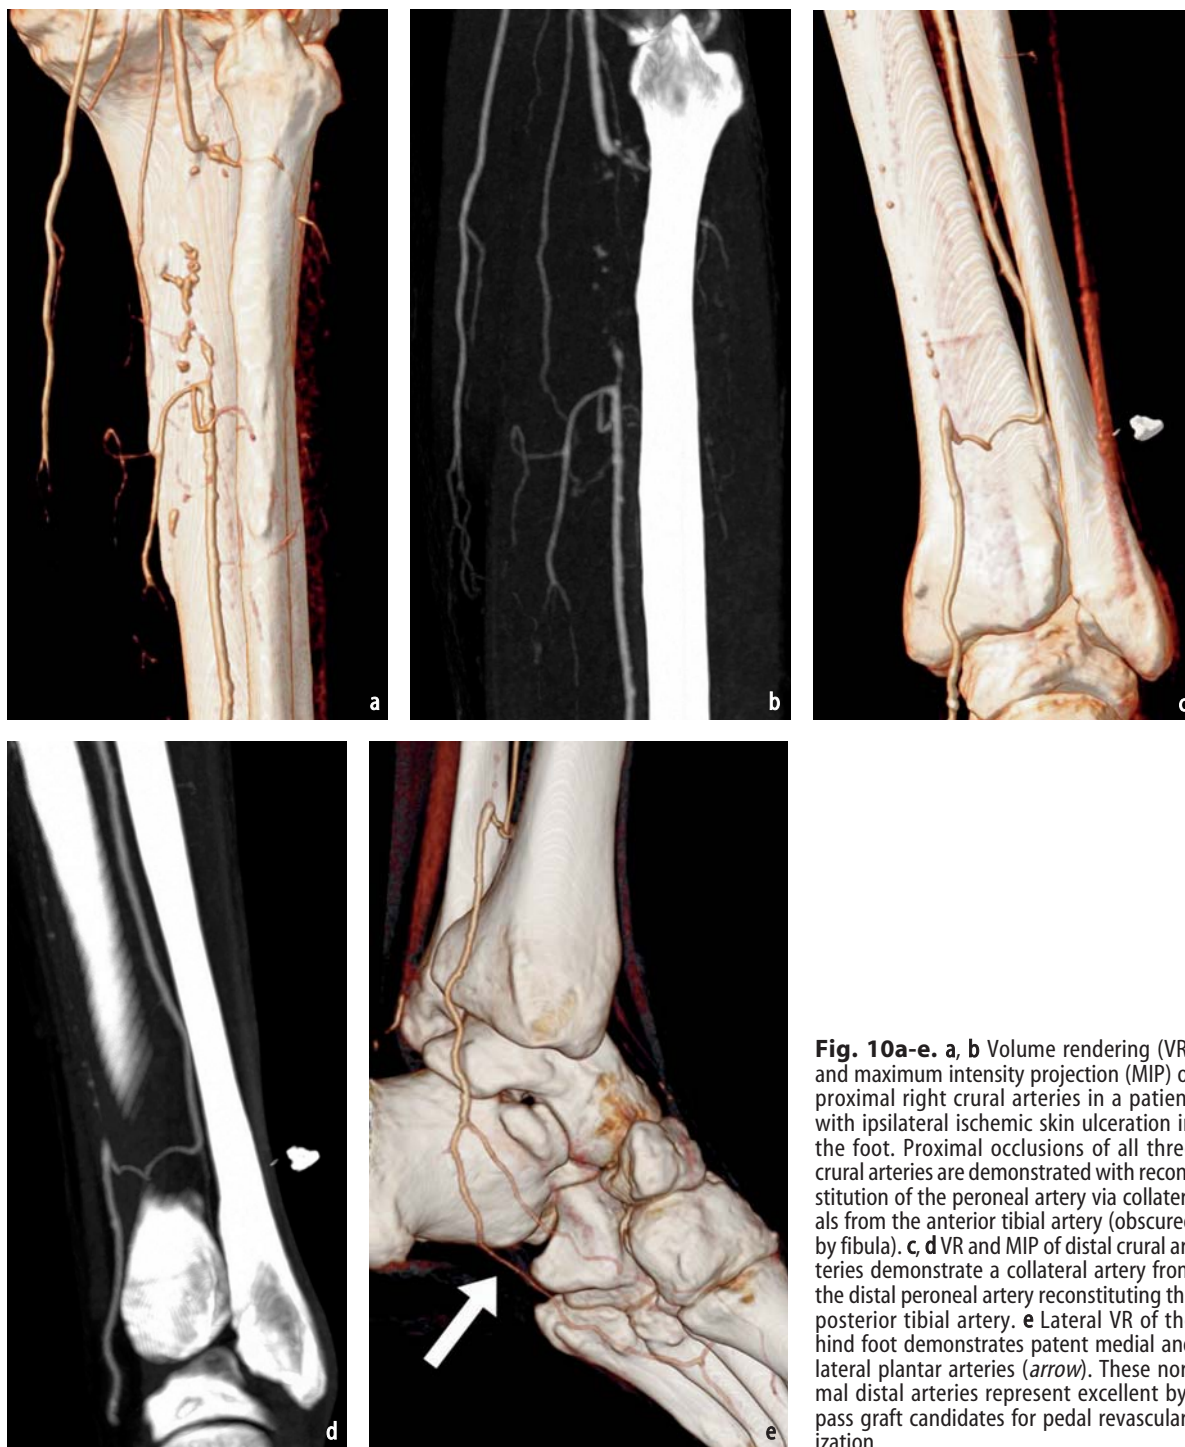 a
b
c
d
e
Fig. 10a-e. a, b Volume rendering (VR
and maximum intensity projection (MIP) o
proximal right crural arteries in a patien
with ipsilateral ischemic skin ulceration i
the foot. Proximal occlusions of all thre
crural arteries are demonstrated with recon
stitution of the peroneal artery via collater
als from the anterior tibial artery (obscure
by fibula). c, d VR and MIP of distal crural ar
teries demonstrate a collateral artery from
the distal peroneal artery reconstituting th
posterior tibial artery. e Lateral VR of the
hind foot demonstrates patent medial and
lateral plantar arteries (arrow). These nor
mal distal arteries represent excellent by
pass graft candidates for pedal revascular
ization